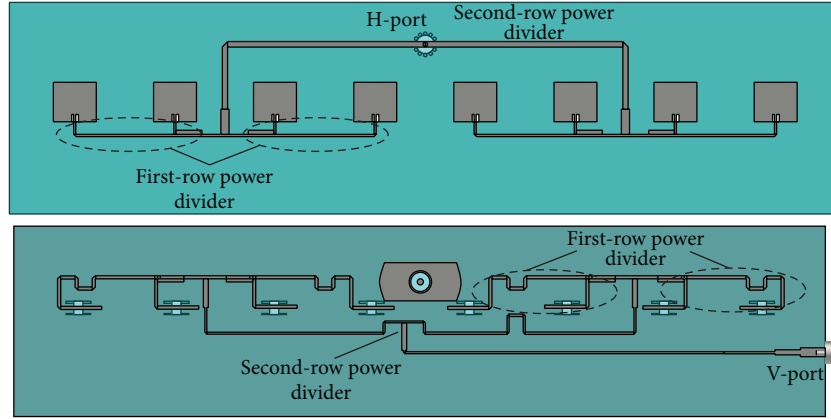 H-port
Second-row power
divider
First-row power
divider
First-row power
divider
Second-row power
divider
V-port